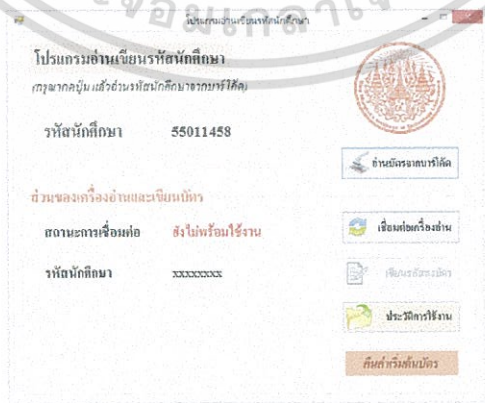 จอมเกล้าเจ
โปรแกรมอ่านเขียนรหัสนักศึกษา
โปรแกรมอ่านเขียนรหัสนักศึกษา
(กรุณากดปุ่ม แล้วอ่านรหัสนักศึกษาจากบาร์โค้ด)
รหัสนักศึกษา 55011458
อ่านบัตรจากบาร์โค้ด
ส่วนของเครื่องอ่านและเขียนบัตร
สถานะการเชื่อมต่อ ยังไม่พร้อมใช้งาน
เชื่อมต่อเครื่องอ่าน
รหัสนักศึกษา xxxxxxxx
เขียนรหัสลงบัตร
ประวัติการใช้งาน
คืนค่าเริ่มต้นบัตร